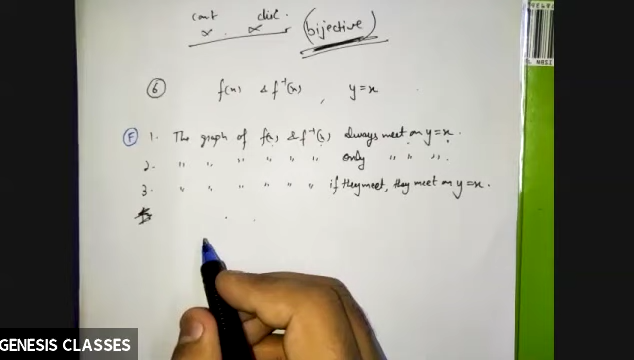 cont
(bijective)
⑥ f(x) & f⁻¹(x) , y=x
Ⓕ 1. The graph of f(x) & f⁻¹(x) always meet on y=x.
2. " " " " " " only " " ".
3. " " " " " " if they meet, they meet on y=x.
GENESIS CLASSES